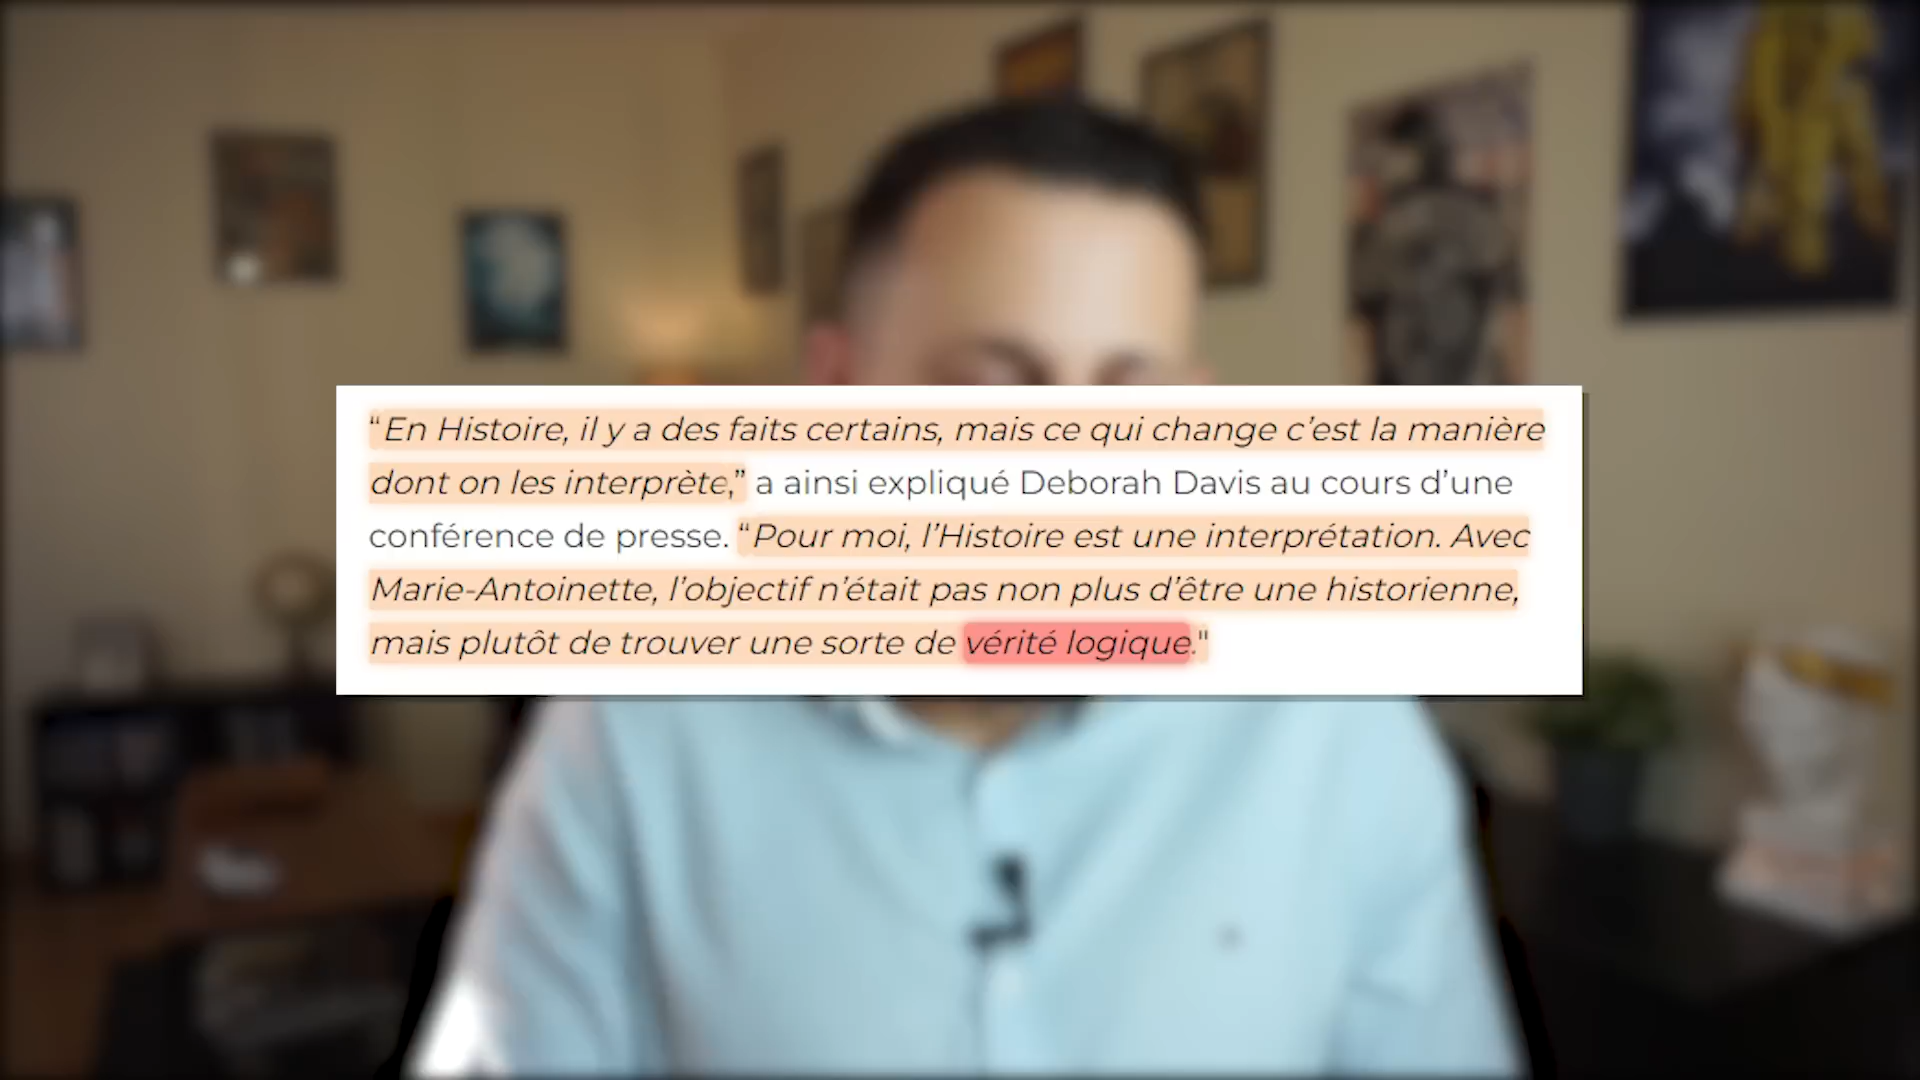 “En Histoire, il y a des faits certains, mais ce qui change c’est la manière
dont on les interprète,” a ainsi expliqué Deborah Davis au cours d’une
conférence de presse. “Pour moi, l’Histoire est une interprétation. Avec
Marie-Antoinette, l’objectif n’était pas non plus d’être une historienne,
mais plutôt de trouver une sorte de vérité logique."